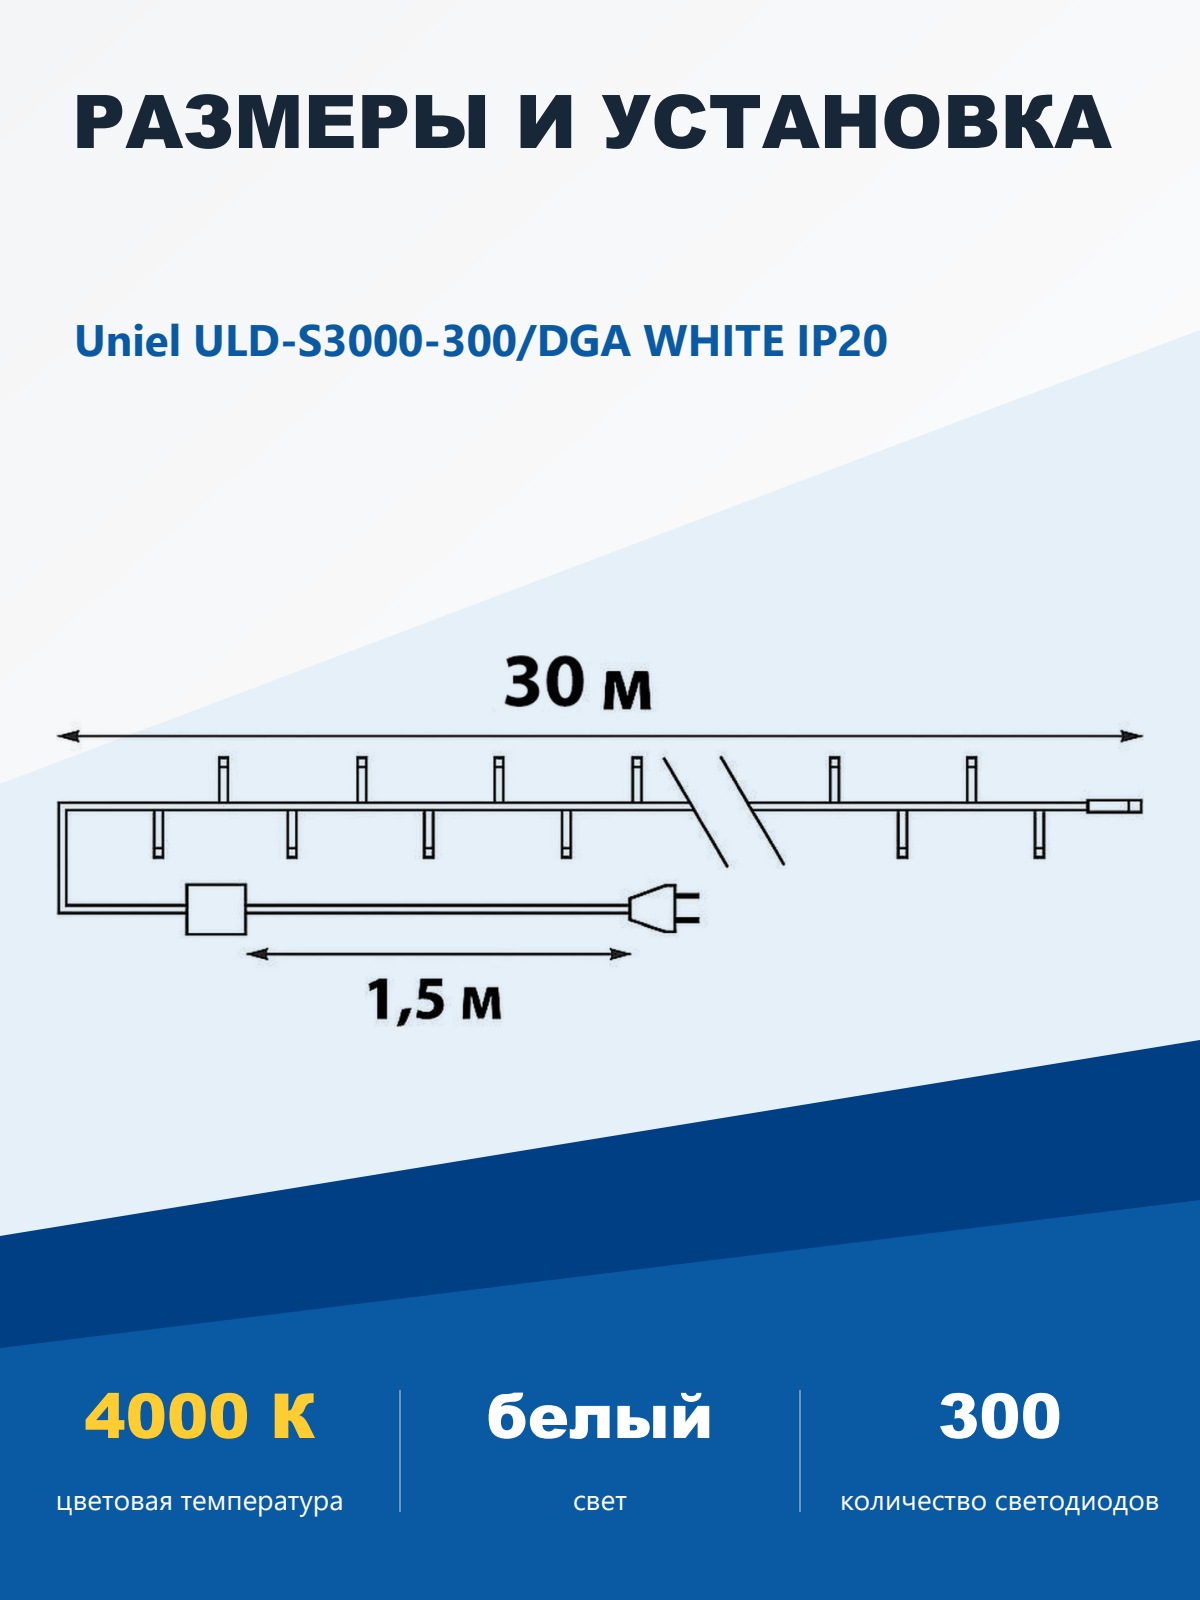 РАЗМЕРЫ И УСТАНОВКА
Uniel ULD-S3000-300/DGA WHITE IP20
30 м
1,5 м
4000 К
белый
300
цветовая температура
свет
количество светодиодов